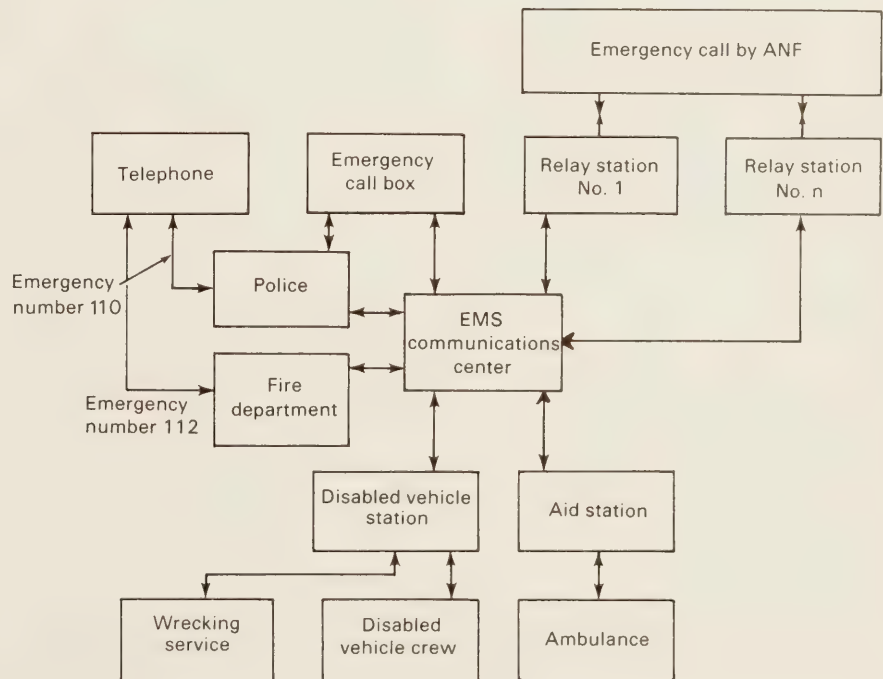 Emergency call by ANF
Telephone
Emergency
call box
Relay station
No. 1
Relay station
No. n
Emergency
number 110
Police
EMS
communications
center
Fire
department
Emergency
number 112
Disabled vehicle
station
Aid station
Wrecking
service
Disabled
vehicle crew
Ambulance